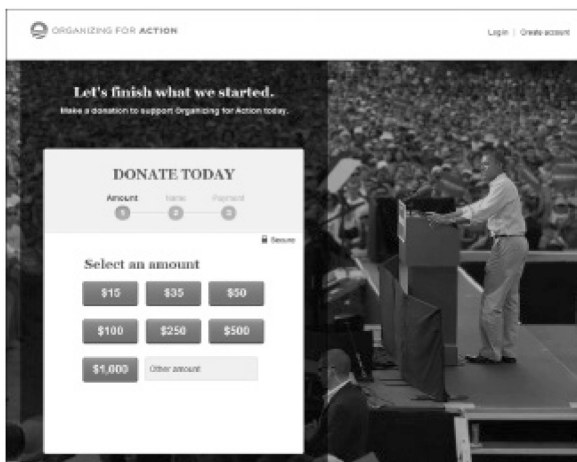 ORGANIZING FOR ACTION
Log in | Create account
Let's finish what we started.
Make a donation to support Organizing for Action today.
DONATE TODAY
Amount Name Payment
1 2 3
Secure
Select an amount
$15 $35 $50
$100 $250 $500
$1,000 Other amount